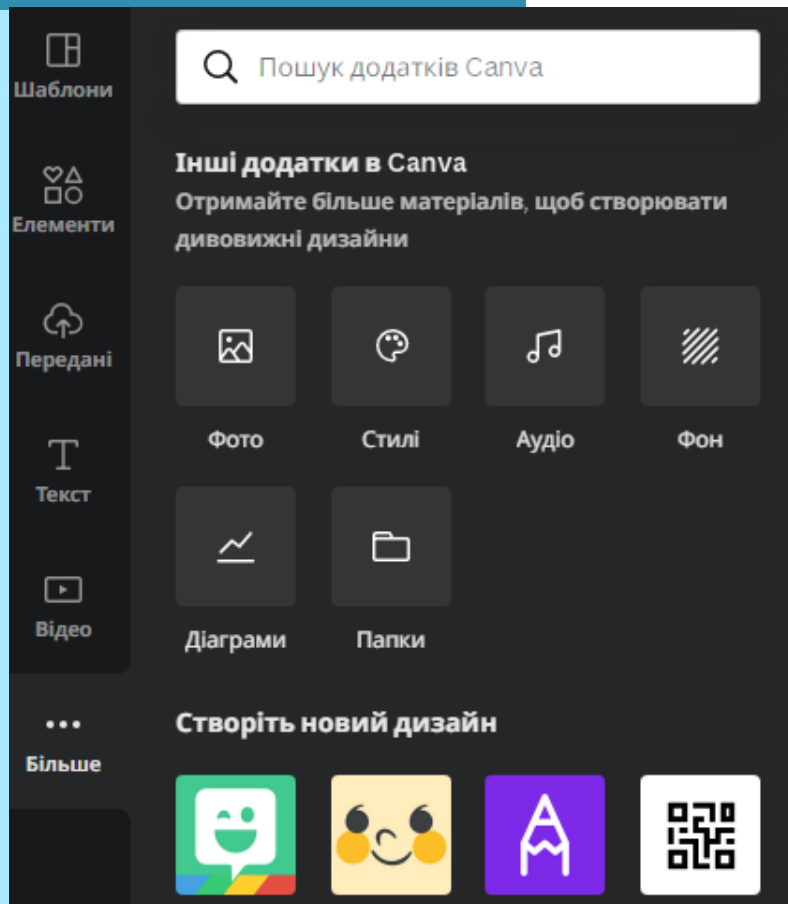 Шаблони
Елементи
Передані
Текст
Відео
Більше
Пошук додатків Canva
Інші додатки в Canva
Отримайте більше матеріалів, щоб створювати
дивовижні дизайни
Фото
Стилі
Аудіо
Фон
Діаграми
Папки
Створіть новий дизайн